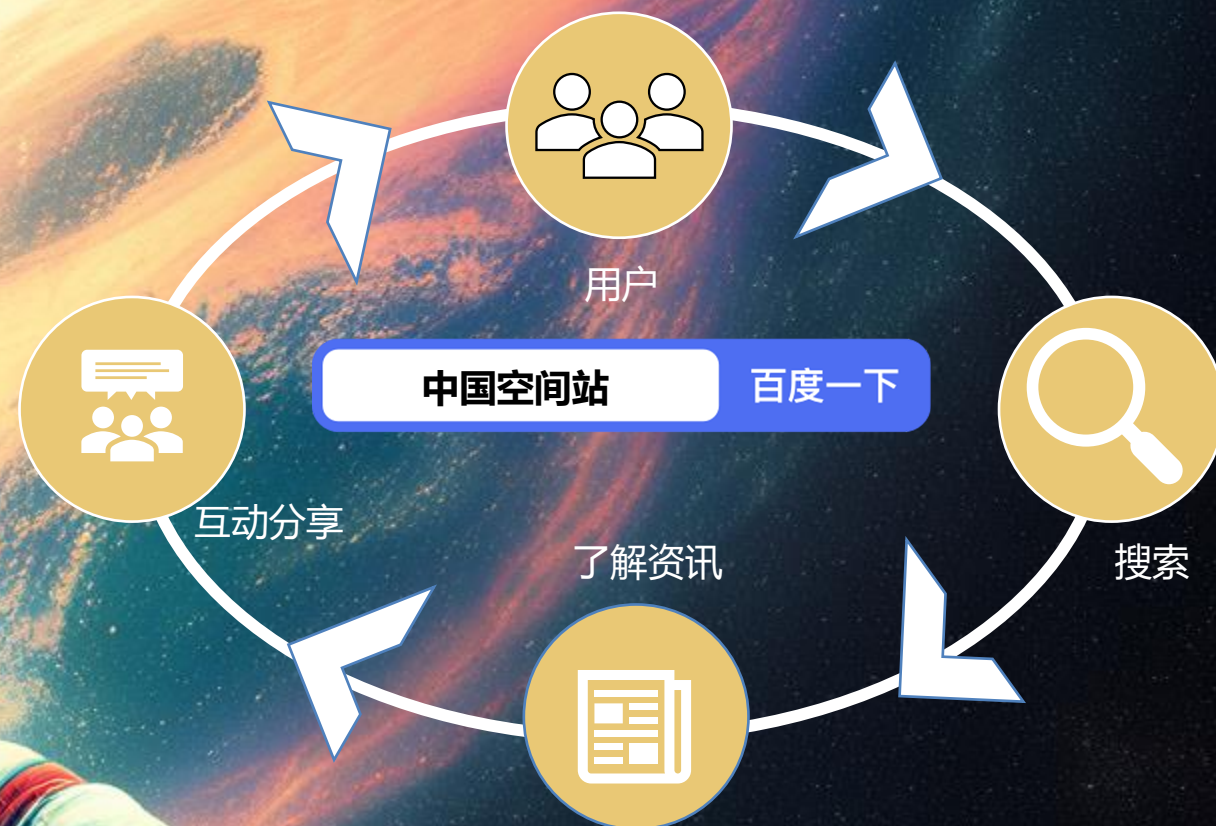 用户
中国空间站
百度一下
互动分享
了解资讯
搜索